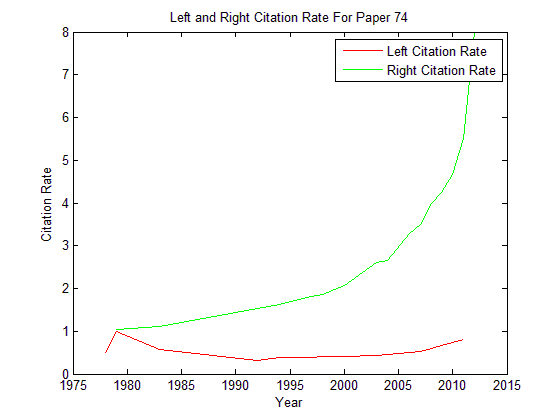 Left and Right Citation Rate For Paper 74
Left Citation Rate
Right Citation Rate
8
7
6
5
4
3
2
1
0
Citation Rate
1975 1980 1985 1990 1995 2000 2005 2010 2015
Year